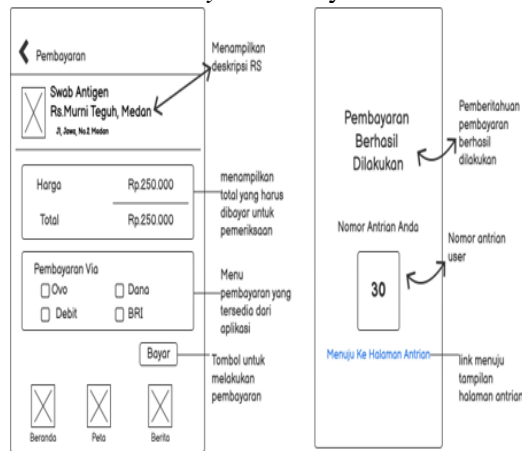 Pembayaran
Swab Antigen
Rs.Murni Teguh, Medan
Jl, Jawa, No.2 Medan
Harga Rp.250.000
Total Rp.250.000
Pembayaran Via
Ovo Dana
Debit BRI
Bayar
Beranda Peta Berita
Menampilkan
deskripsi RS
menampilkan
total yang harus
dibayar untuk
pemeriksaan
Menu
pembayaran yang
tersedia dari
aplikasi
Tombol untuk
melakukan
pembayaran
Pembayaran
Berhasil
Dilakukan
Nomor Antrian Anda
30
Menuju Ke Halaman Antrian
Pemberitahuan
pembayaran
berhasil
dilakukan
Nomor antrian
user
link menuju
tampilan
halaman antrian